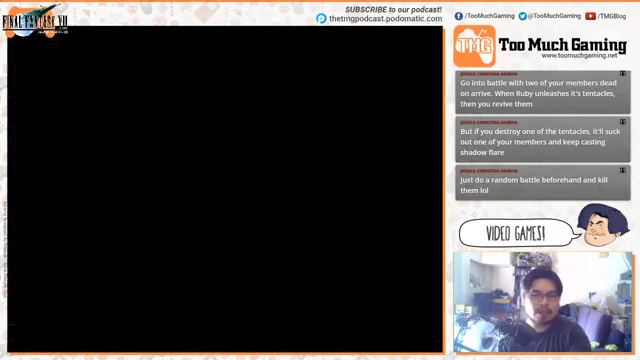 FINAL FANTASY VII
SUBSCRIBE to our podcast!
thetmgpodcast.podomatic.com
/TooMuchGaming
@TooMuchGaming
/TMGBlog
TMG
Too Much Gaming
www.toomuchgaming.net
Go into battle with two of your members dead
on arrive. When Ruby unleashes it's tentacles,
then you revive them
But if you destroy one of the tentacles, it'll suck
out one of your members and keep casting
shadow flare
Just do a random battle beforehand and kill
them lol
VIDEO GAMES!